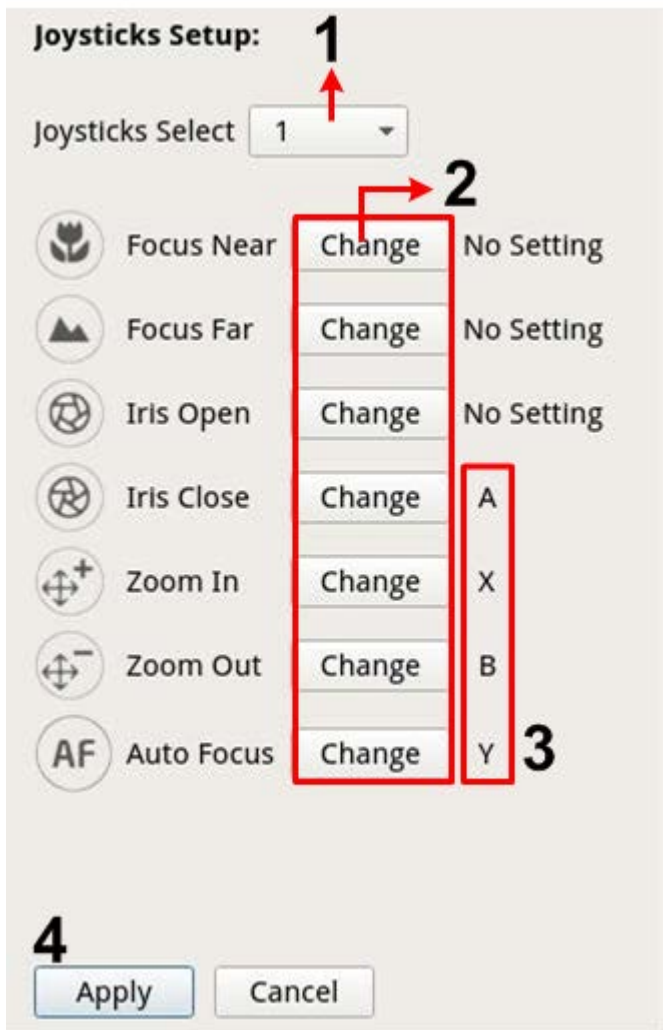 Joysticks Setup:
1
Joysticks Select 1
2
Focus Near Change No Setting
Focus Far Change No Setting
Iris Open Change No Setting
Iris Close Change A
Zoom In Change X
Zoom Out Change B
AF Auto Focus Change Y
3
4
Apply Cancel